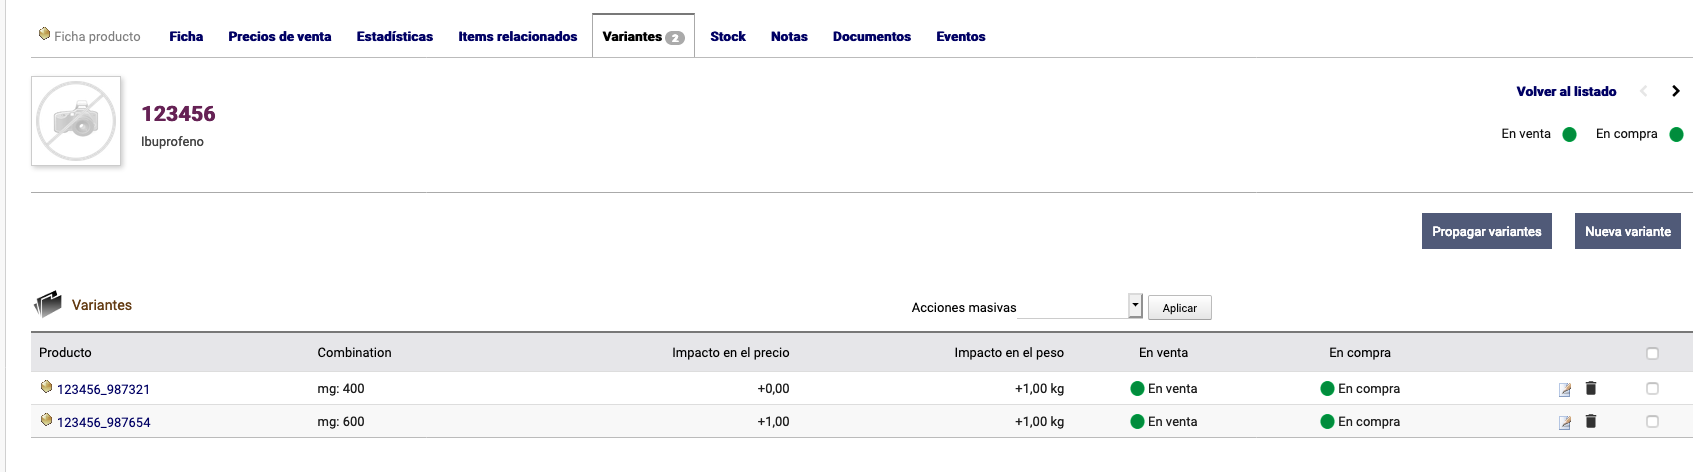 Ficha producto Ficha Precios de venta Estadísticas Items relacionados Variantes 2 Stock Notas Documentos Eventos
Volver al listado
123456
En venta En compra
Ibuprofeno
Propagar variantes Nueva variante
Variantes Acciones masivas Aplicar
Producto Combination Impacto en el precio Impacto en el peso En venta En compra
123456_987321 mg: 400 +0,00 +1,00 kg En venta En compra
123456_987654 mg: 600 +1,00 +1,00 kg En venta En compra